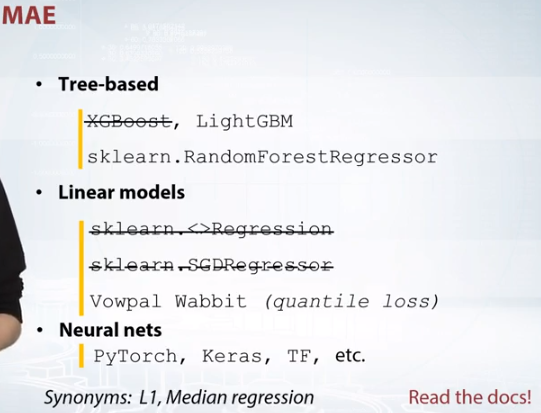 MAE
• Tree-based
XGBoost, LightGBM
sklearn.RandomForestRegressor
• Linear models
sklearn.<>Regression
sklearn.SGDRegressor
Vowpal Wabbit (quantile loss)
• Neural nets
PyTorch, Keras, TF, etc.
Synonyms: L1, Median regression
Read the docs!